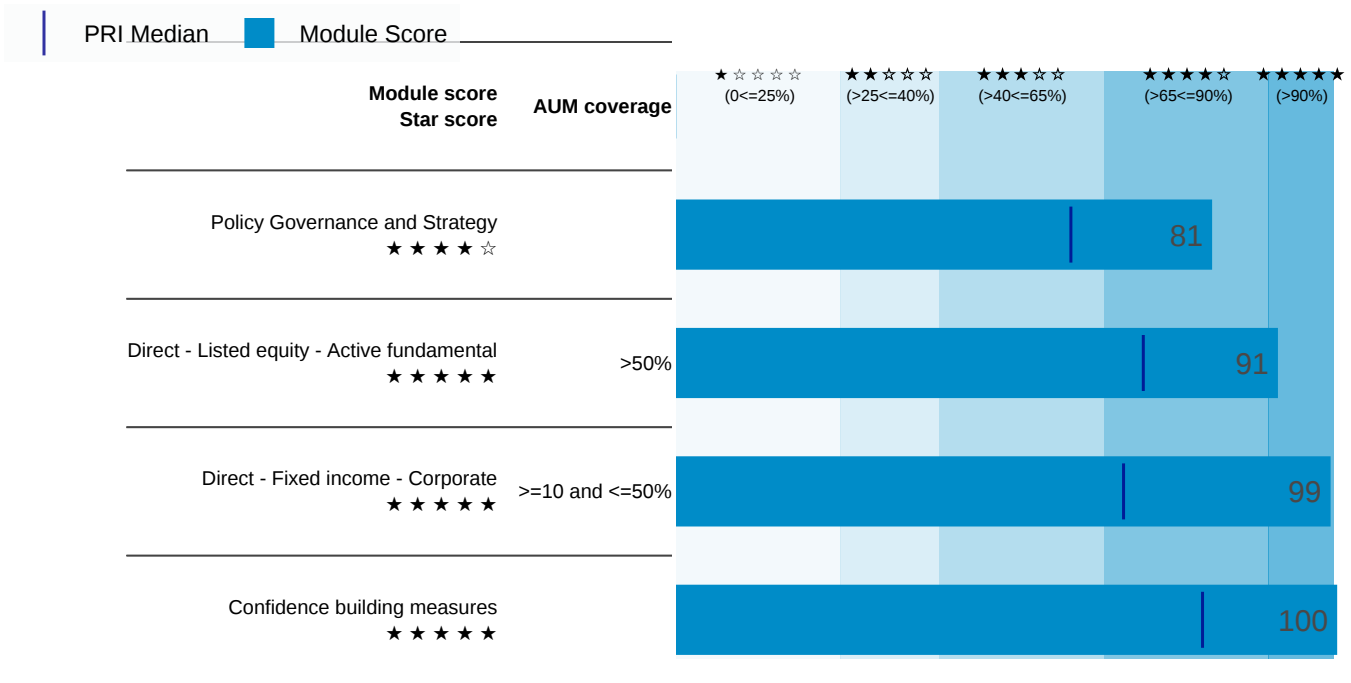 PRI Median Module Score
★ ☆ ☆ ☆ ☆ ★ ★ ☆ ☆ ☆ ★ ★ ★ ☆ ☆ ★ ★ ★ ★ ☆ ★ ★ ★ ★ ★
(0<=25%) (>25<=40%) (>40<=65%) (>65<=90%) (>90%)
Module score
Star score
AUM coverage
Policy Governance and Strategy
★ ★ ★ ★ ☆
81
Direct - Listed equity - Active fundamental
★ ★ ★ ★ ★
>50%
91
Direct - Fixed income - Corporate
★ ★ ★ ★ ★
>=10 and <=50%
99
Confidence building measures
★ ★ ★ ★ ★
100